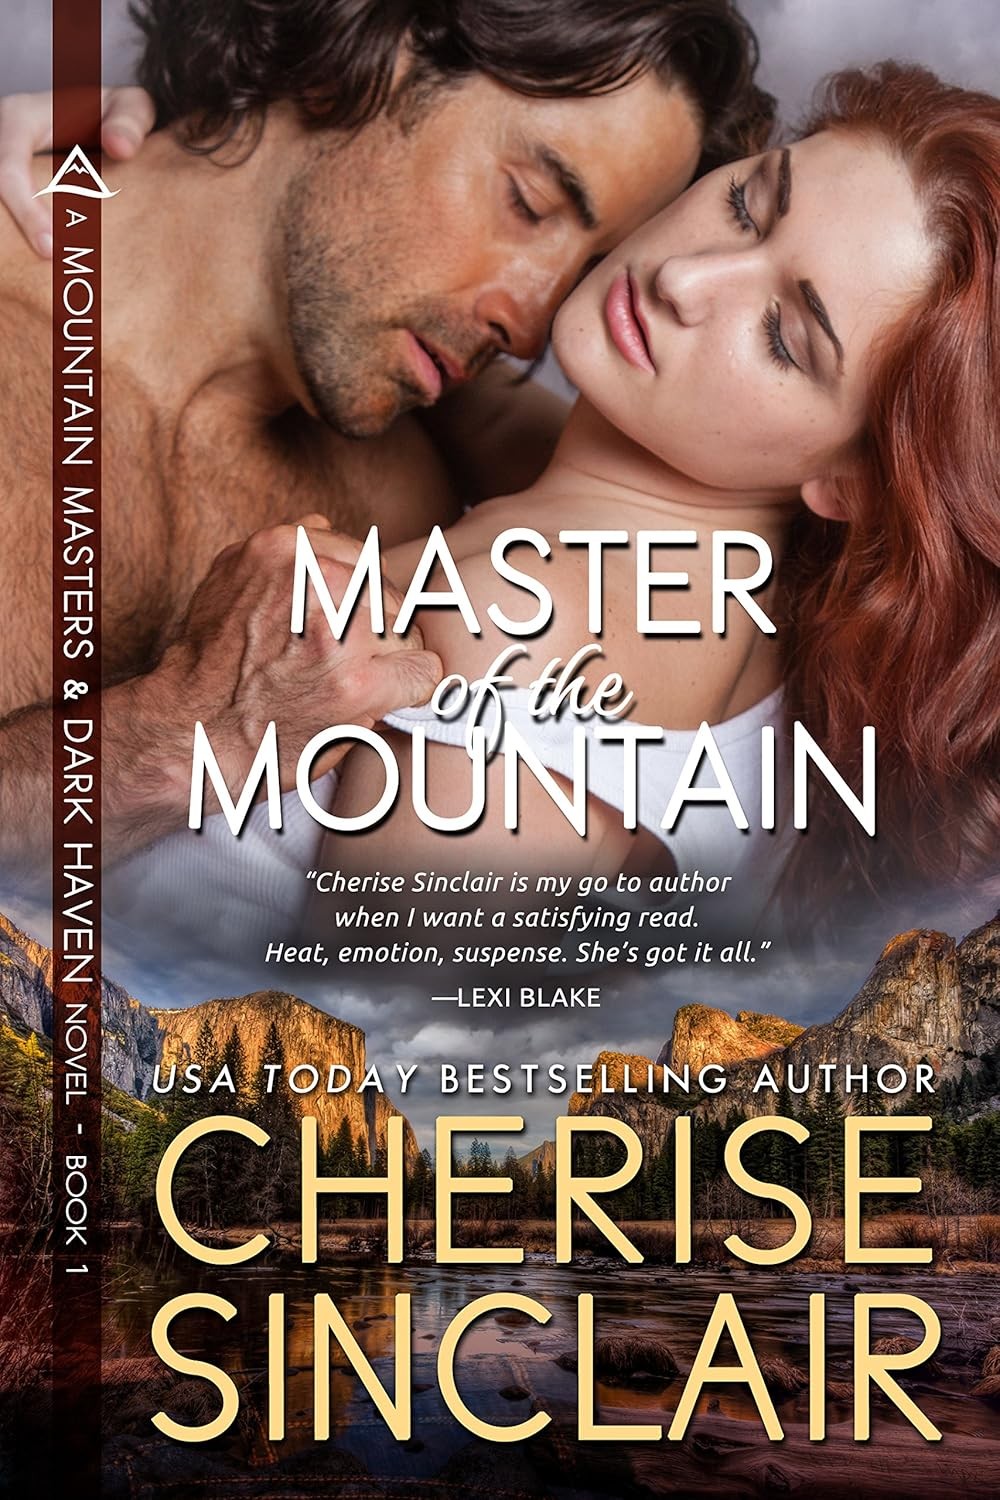 A MOUNTAIN MASTERS & DARK HAVEN NOVEL - BOOK 1
MASTER
of the
MOUNTAIN
“Cherise Sinclair is my go to author
when I want a satisfying read.
Heat, emotion, suspense. She’s got it all.”
—LEXI BLAKE
USA TODAY BESTSELLING AUTHOR
CHERISE
SINCLAIR